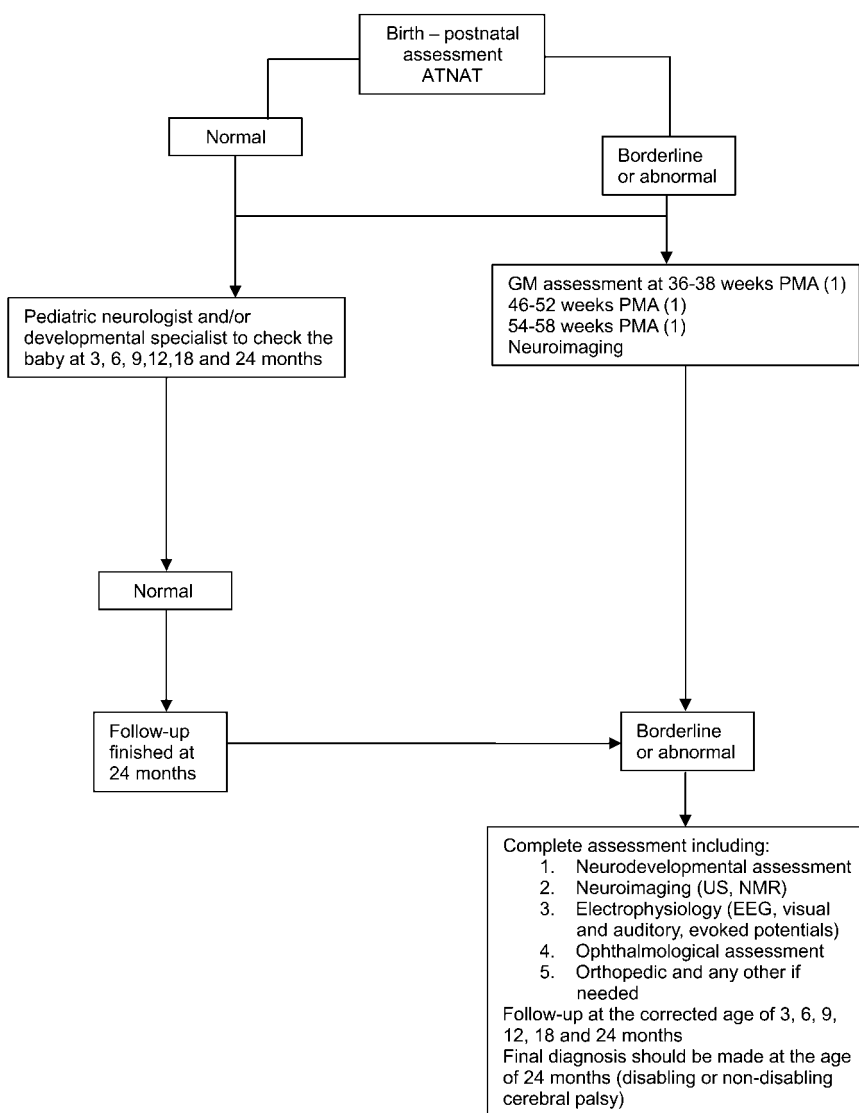 Birth – postnatal
assessment
ATNAT
Normal
Borderline
or abnormal
GM assessment at 36-38 weeks PMA (1)
46-52 weeks PMA (1)
54-58 weeks PMA (1)
Neuroimaging
Pediatric neurologist and/or
developmental specialist to check the
baby at 3, 6, 9,12,18 and 24 months
Normal
Follow-up
finished at
24 months
Borderline
or abnormal
Complete assessment including:
1. Neurodevelopmental assessment
2. Neuroimaging (US, NMR)
3. Electrophysiology (EEG, visual
and auditory, evoked potentials)
4. Ophthalmological assessment
5. Orthopedic and any other if
needed
Follow-up at the corrected age of 3, 6, 9,
12, 18 and 24 months
Final diagnosis should be made at the age
of 24 months (disabling or non-disabling
cerebral palsy)